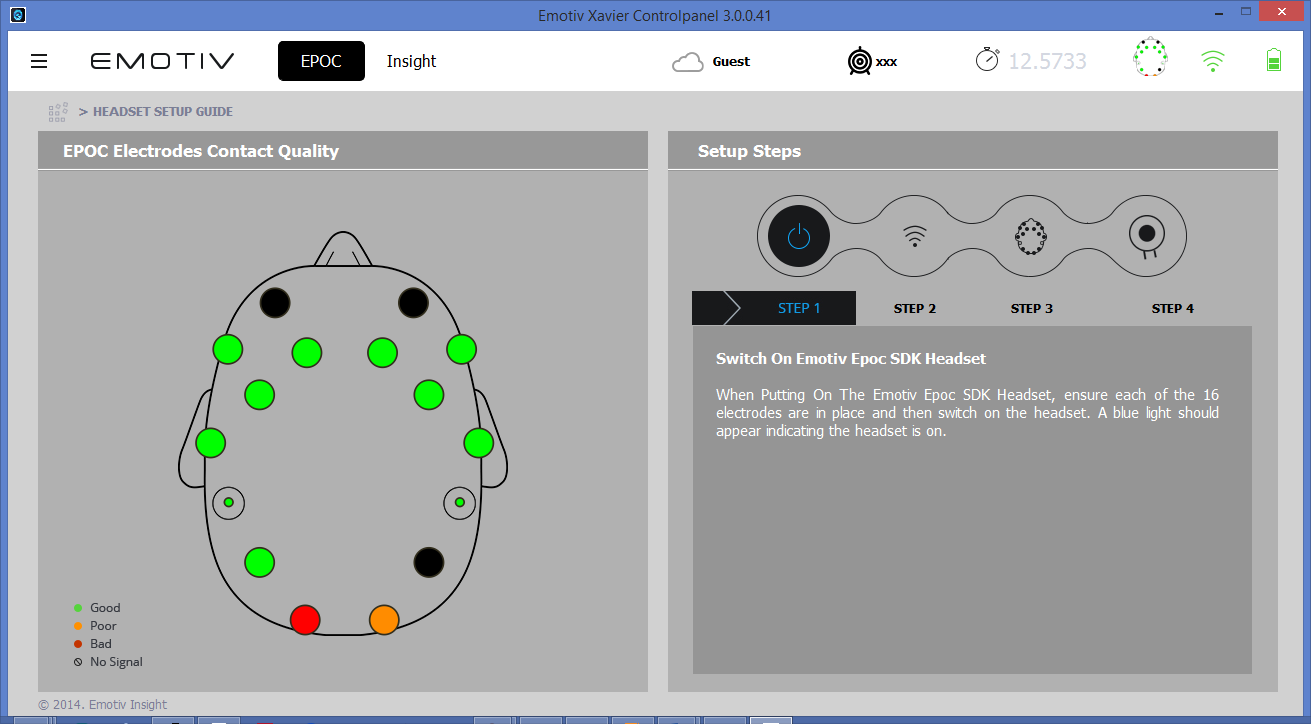 Emotiv Xavier Controlpanel 3.0.0.41
EMOTIV
EPOC
Insight
Guest
xxx
12.5733
> HEADSET SETUP GUIDE
EPOC Electrodes Contact Quality
Good
Poor
Bad
No Signal
Setup Steps
STEP 1
STEP 2
STEP 3
STEP 4
Switch On Emotiv Epoc SDK Headset
When Putting On The Emotiv Epoc SDK Headset, ensure each of the 16
electrodes are in place and then switch on the headset. A blue light should
appear indicating the headset is on.
© 2014. Emotiv Insight